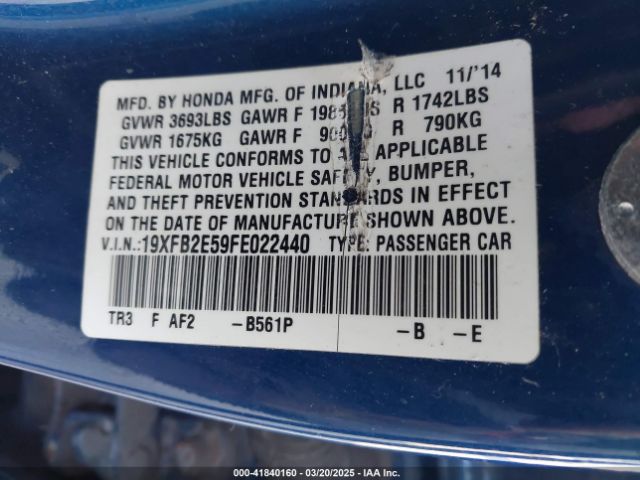 MFD. BY HONDA MFG. OF INDIANA, LLC 11/'14
GVWR 3693LBS GAWR F R 1742LBS
GVWR 1675KG GAWR F R 790KG
THIS VEHICLE CONFORMS TO ALL APPLICABLE
FEDERAL MOTOR VEHICLE SAFETY, BUMPER,
AND THEFT PREVENTION STANDARDS IN EFFECT
ON THE DATE OF MANUFACTURE SHOWN ABOVE.
V.I.N.:19XFB2E59FE022440 TYPE: PASSENGER CAR
TR3 F AF2 -B561P -B -E
000-41840160 — 03/20/2025 — IAA Inc.